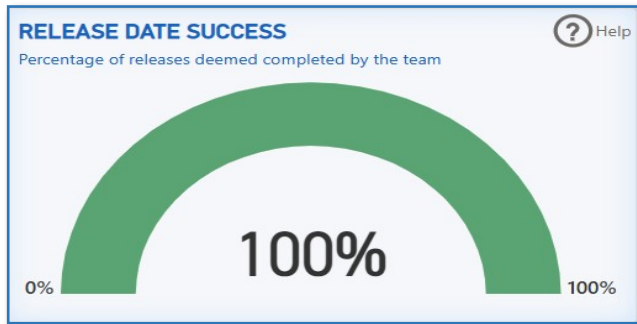 RELEASE DATE SUCCESS
? Help
Percentage of releases deemed completed by the team
100%
0%
100%